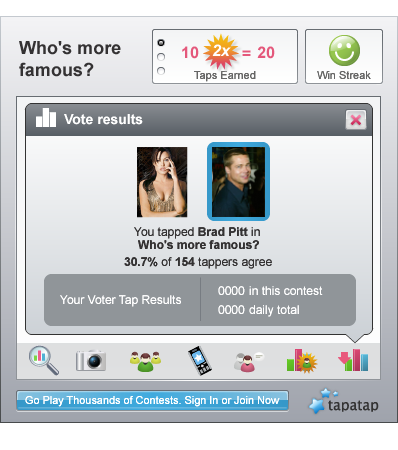 Who's more
famous?
10 2x = 20
Taps Earned
Win Streak
Vote results
You tapped Brad Pitt in
Who's more famous?
30.7% of 154 tappers agree
Your Voter Tap Results
0000 in this contest
0000 daily total
Go Play Thousands of Contests. Sign In or Join Now
tapatap